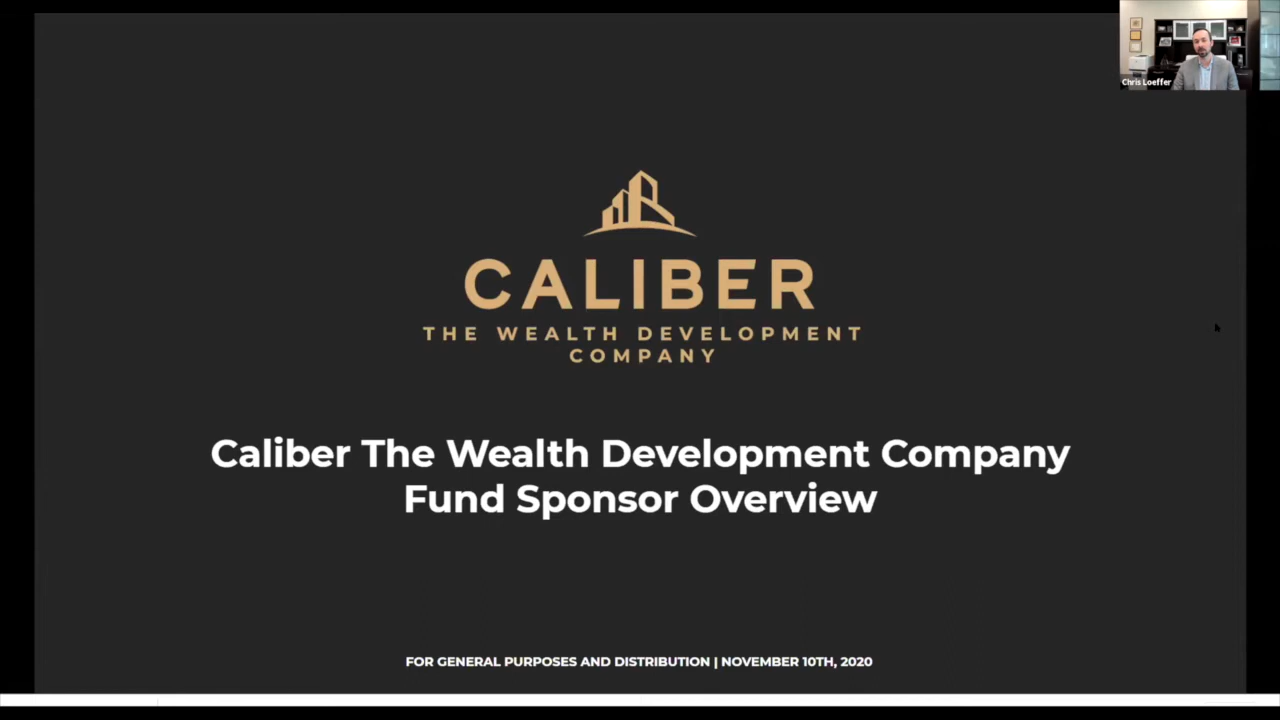 Chris Loeffer
CALIBER
THE WEALTH DEVELOPMENT
COMPANY
Caliber The Wealth Development Company
Fund Sponsor Overview
FOR GENERAL PURPOSES AND DISTRIBUTION | NOVEMBER 10TH, 2020